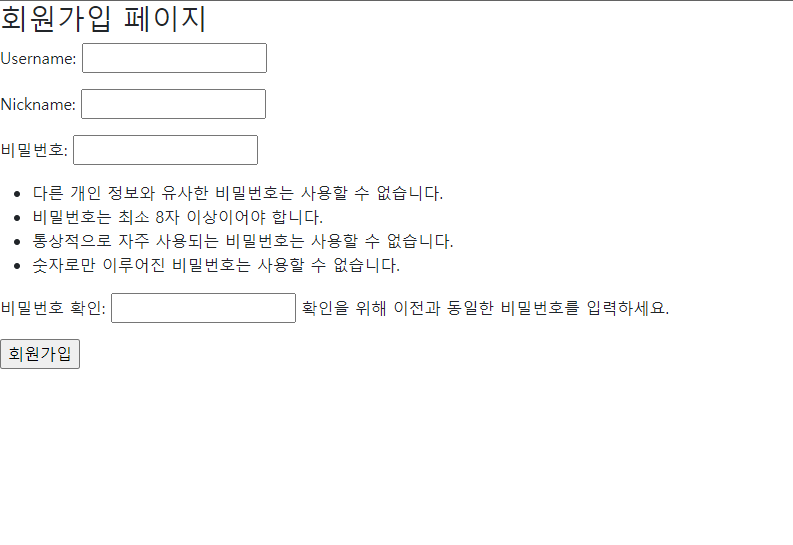 회원가입 페이지
Username:
Nickname:
비밀번호:
다른 개인 정보와 유사한 비밀번호는 사용할 수 없습니다.
비밀번호는 최소 8자 이상이어야 합니다.
통상적으로 자주 사용되는 비밀번호는 사용할 수 없습니다.
숫자로만 이루어진 비밀번호는 사용할 수 없습니다.
비밀번호 확인: 확인을 위해 이전과 동일한 비밀번호를 입력하세요.
회원가입